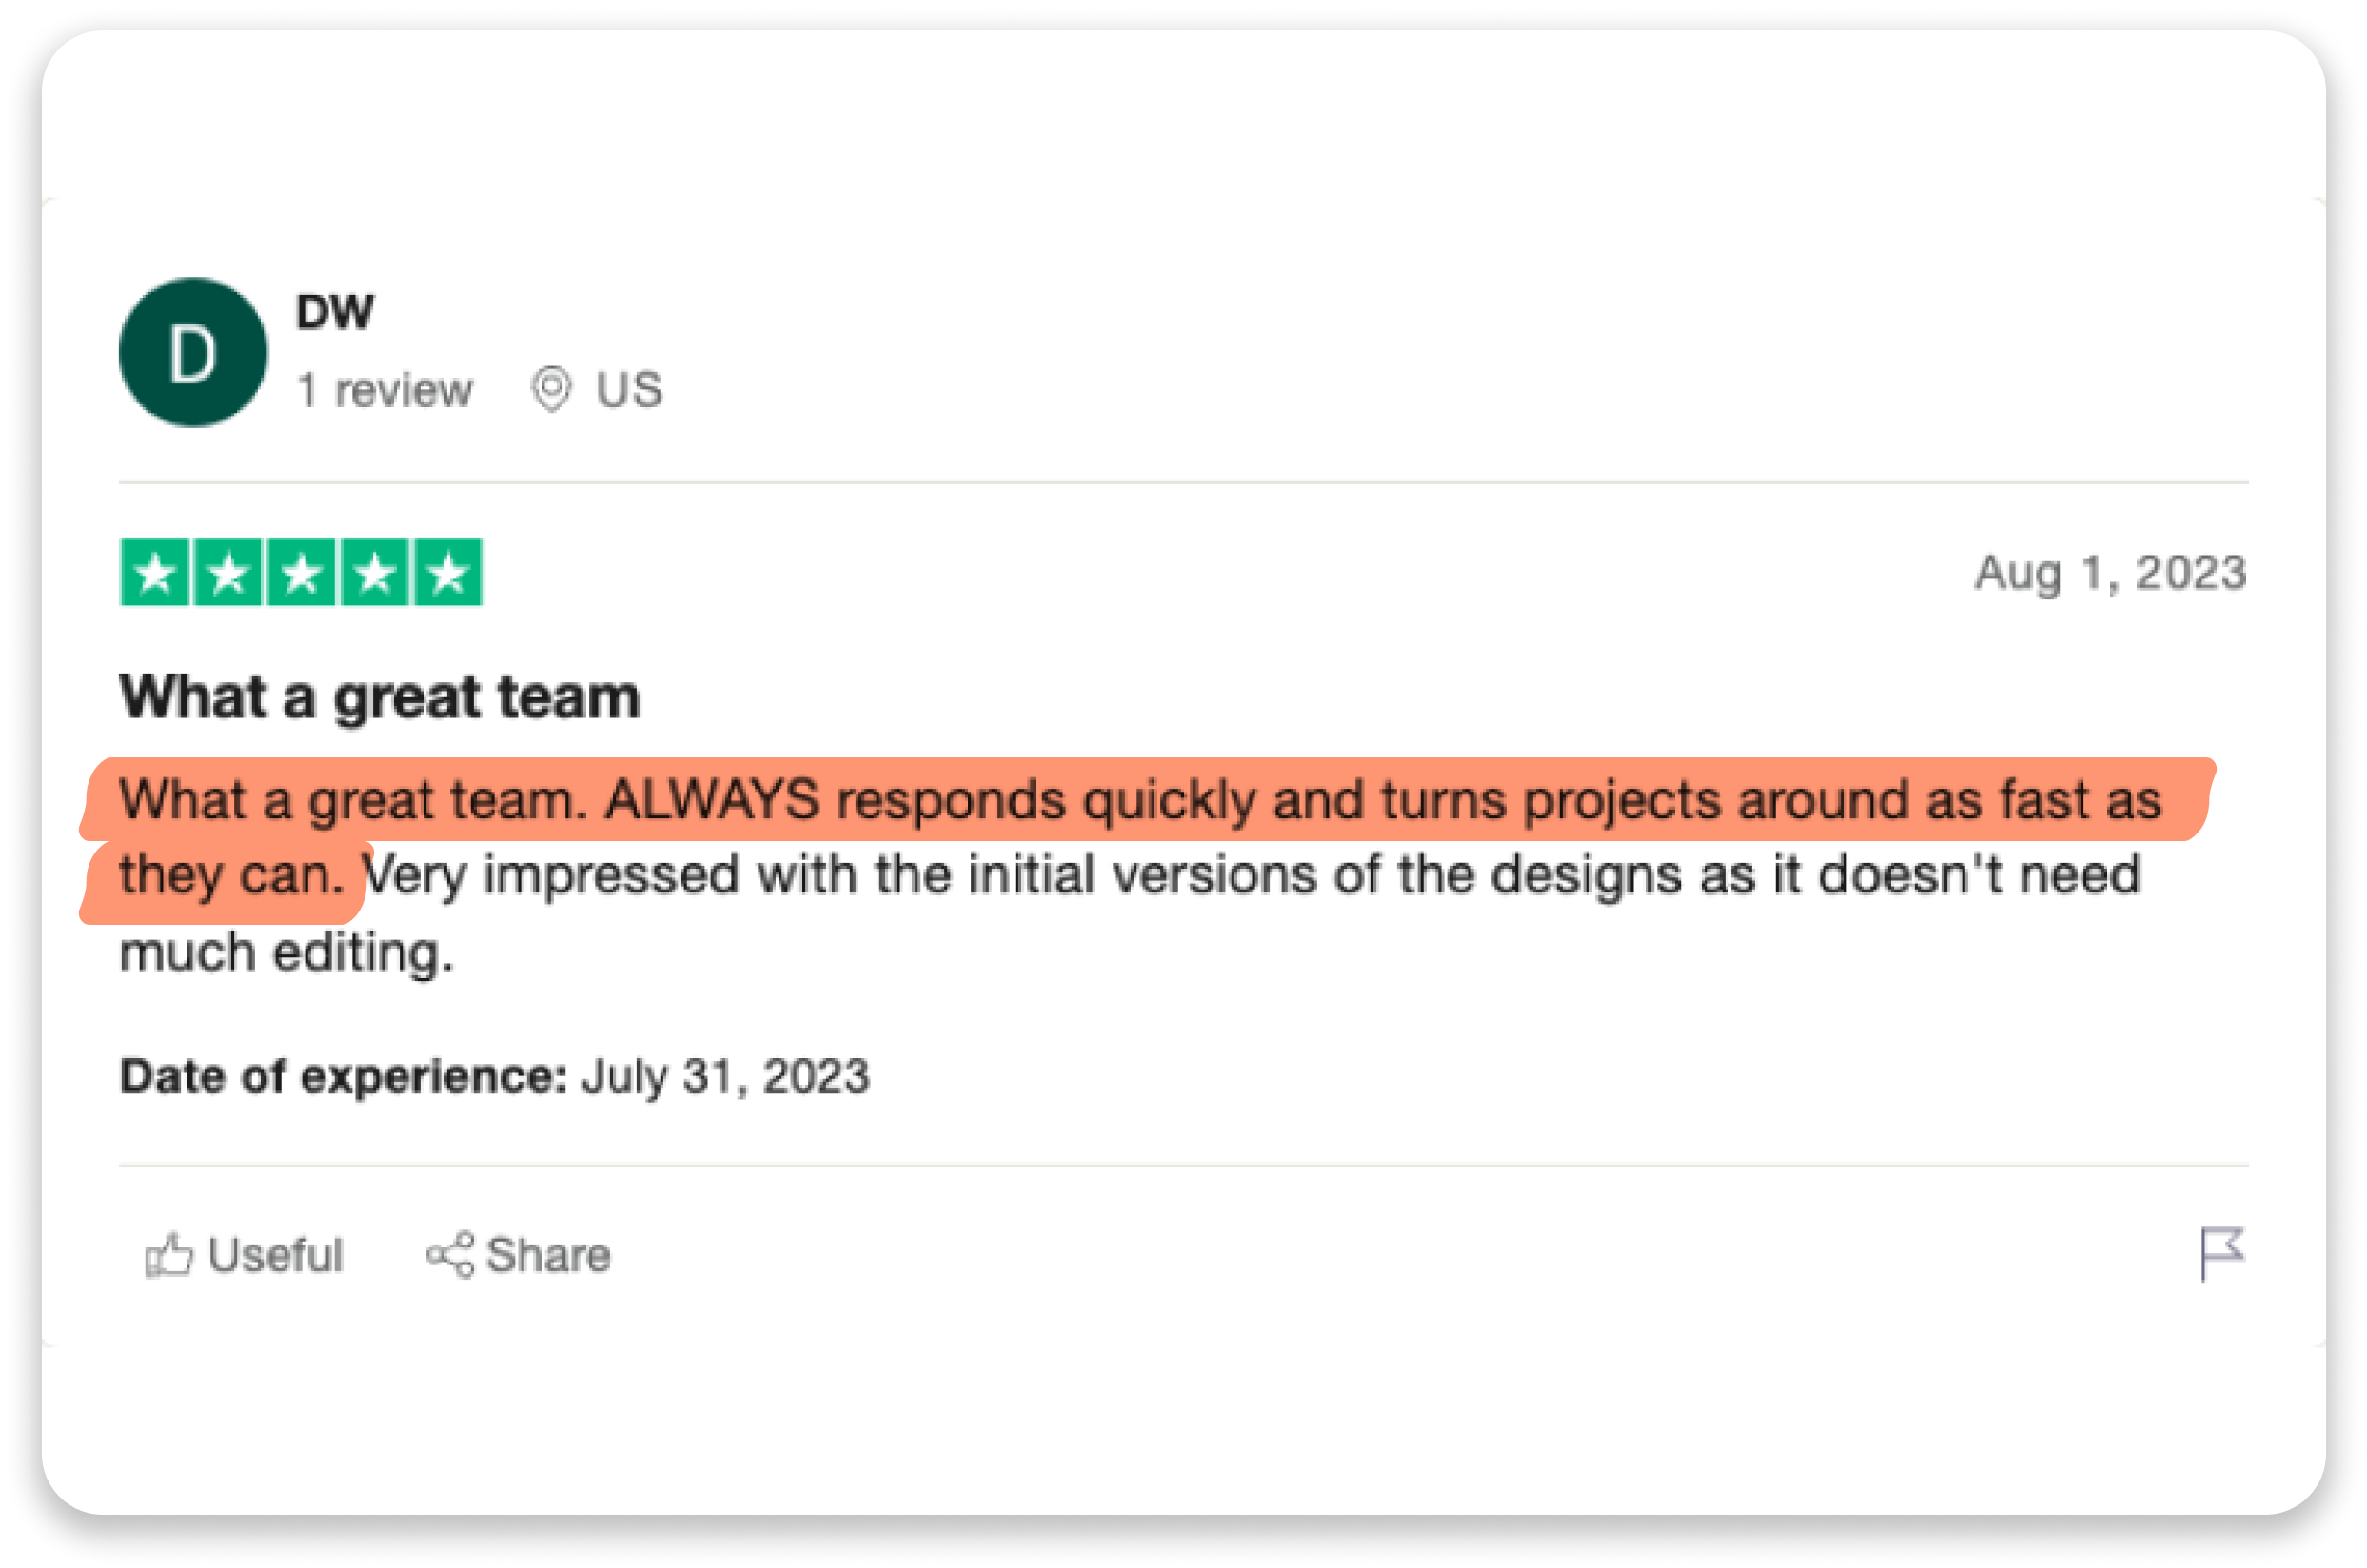 D
DW
1 review US
Aug 1, 2023
What a great team
What a great team. ALWAYS responds quickly and turns projects around as fast as
they can. Very impressed with the initial versions of the designs as it doesn't need
much editing.
Date of experience: July 31, 2023
Useful Share